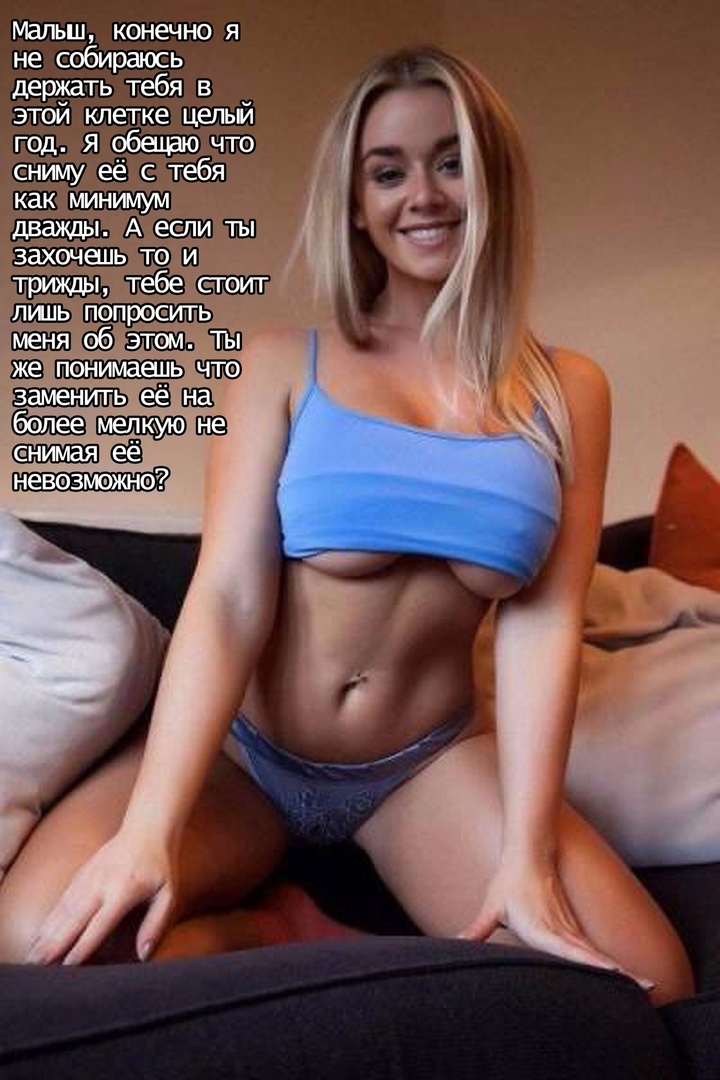 Малыш, конечно я
не собираюсь
держать тебя в
этой клетке целый
год. Я обещаю что
сниму её с тебя
как минимум
дважды. А если ты
захочешь то и
трижды, тебе стоит
лишь попросить
меня об этом. Ты
же понимаешь что
заменить её на
более мелкую не
снимая её
невозможно?